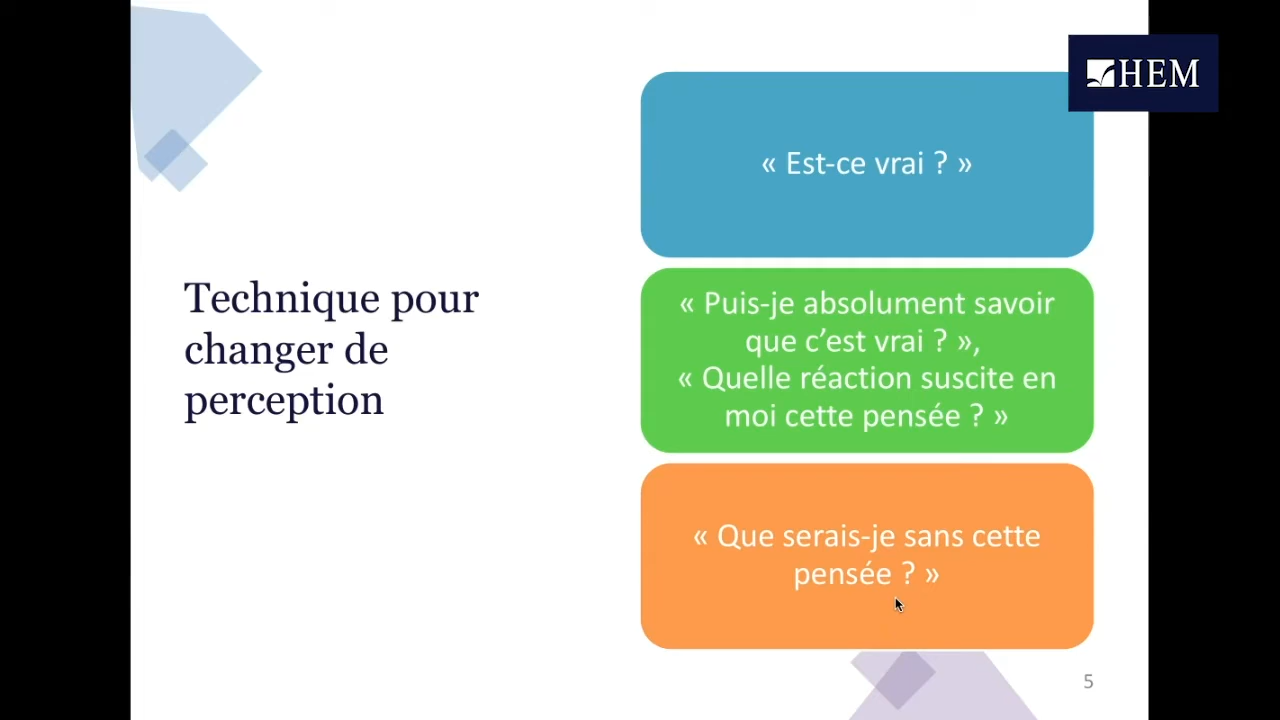 HEM
« Est-ce vrai ? »
Technique pour
changer de
perception
« Puis-je absolument savoir
que c’est vrai ? »,
« Quelle réaction suscite en
moi cette pensée ? »
« Que serais-je sans cette
pensée ? »
5